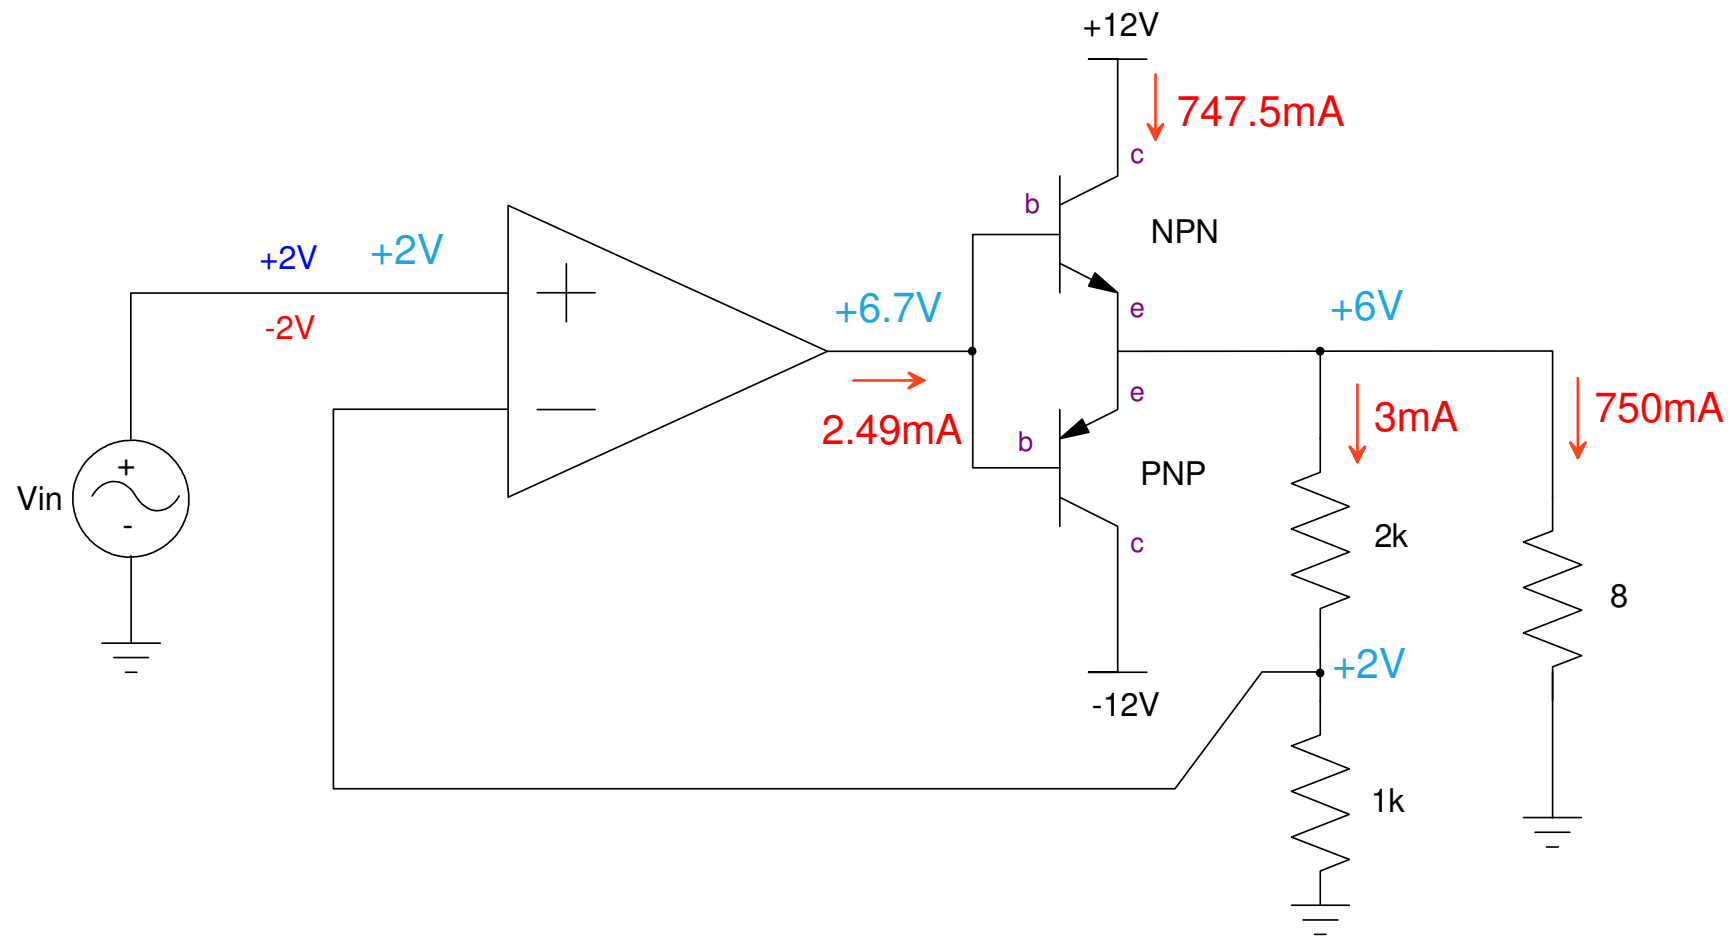 +12V
747.5mA
c
b
NPN
+2V
+2V
-2V
+6.7V
e
+6V
2.49mA
e
b
PNP
c
3mA
750mA
Vin
+
-
2k
8
+2V
-12V
1k